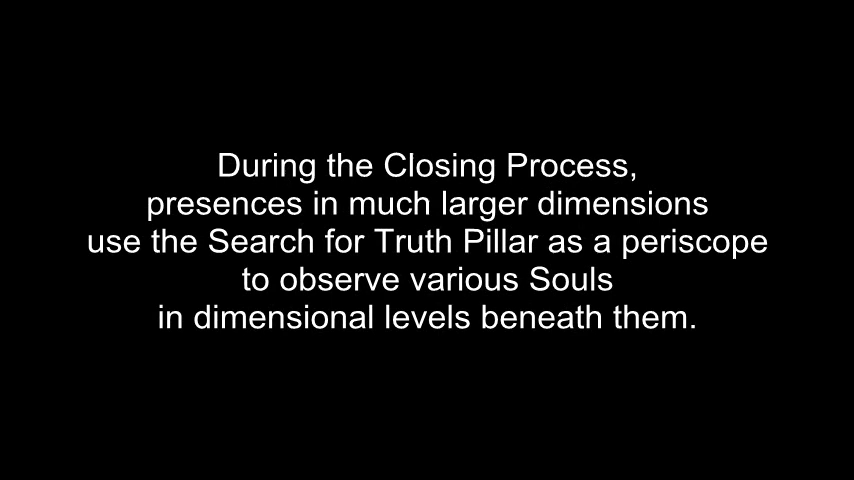 During the Closing Process,
presences in much larger dimensions
use the Search for Truth Pillar as a periscope
to observe various Souls
in dimensional levels beneath them.